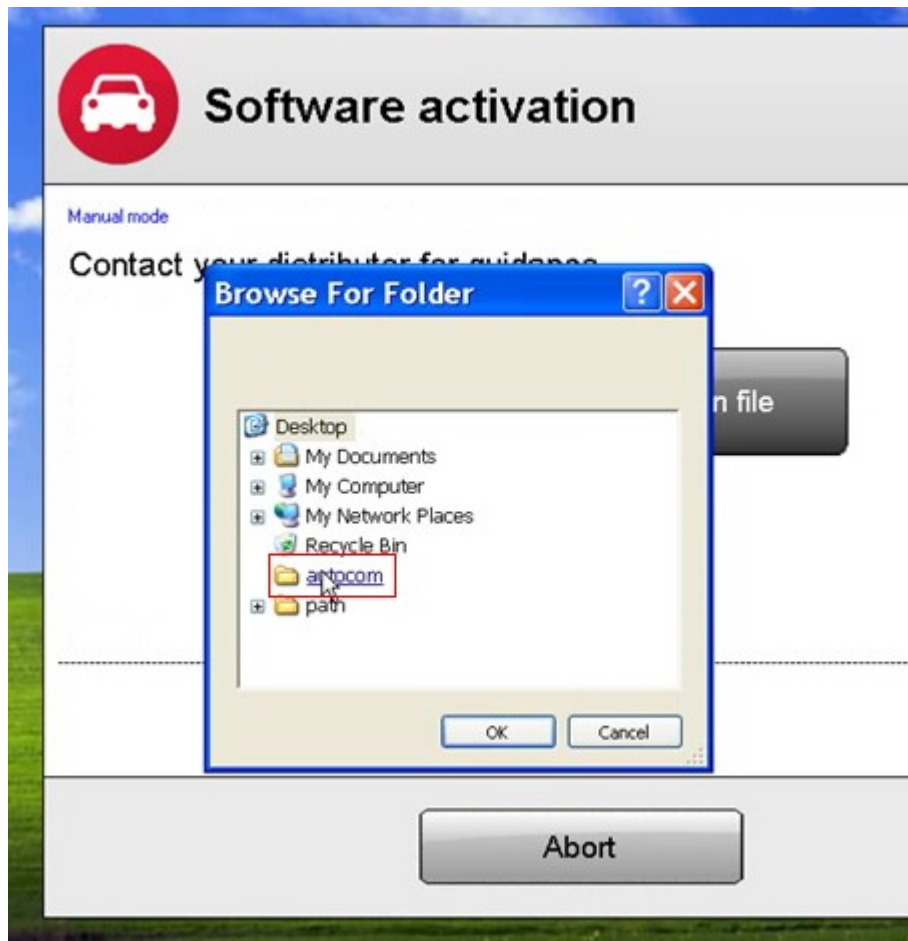 Software activation
Manual mode
Contact your distributor for guidance
Browse For Folder
n file
Desktop
My Documents
My Computer
My Network Places
Recycle Bin
autocom
path
OK
Cancel
Abort